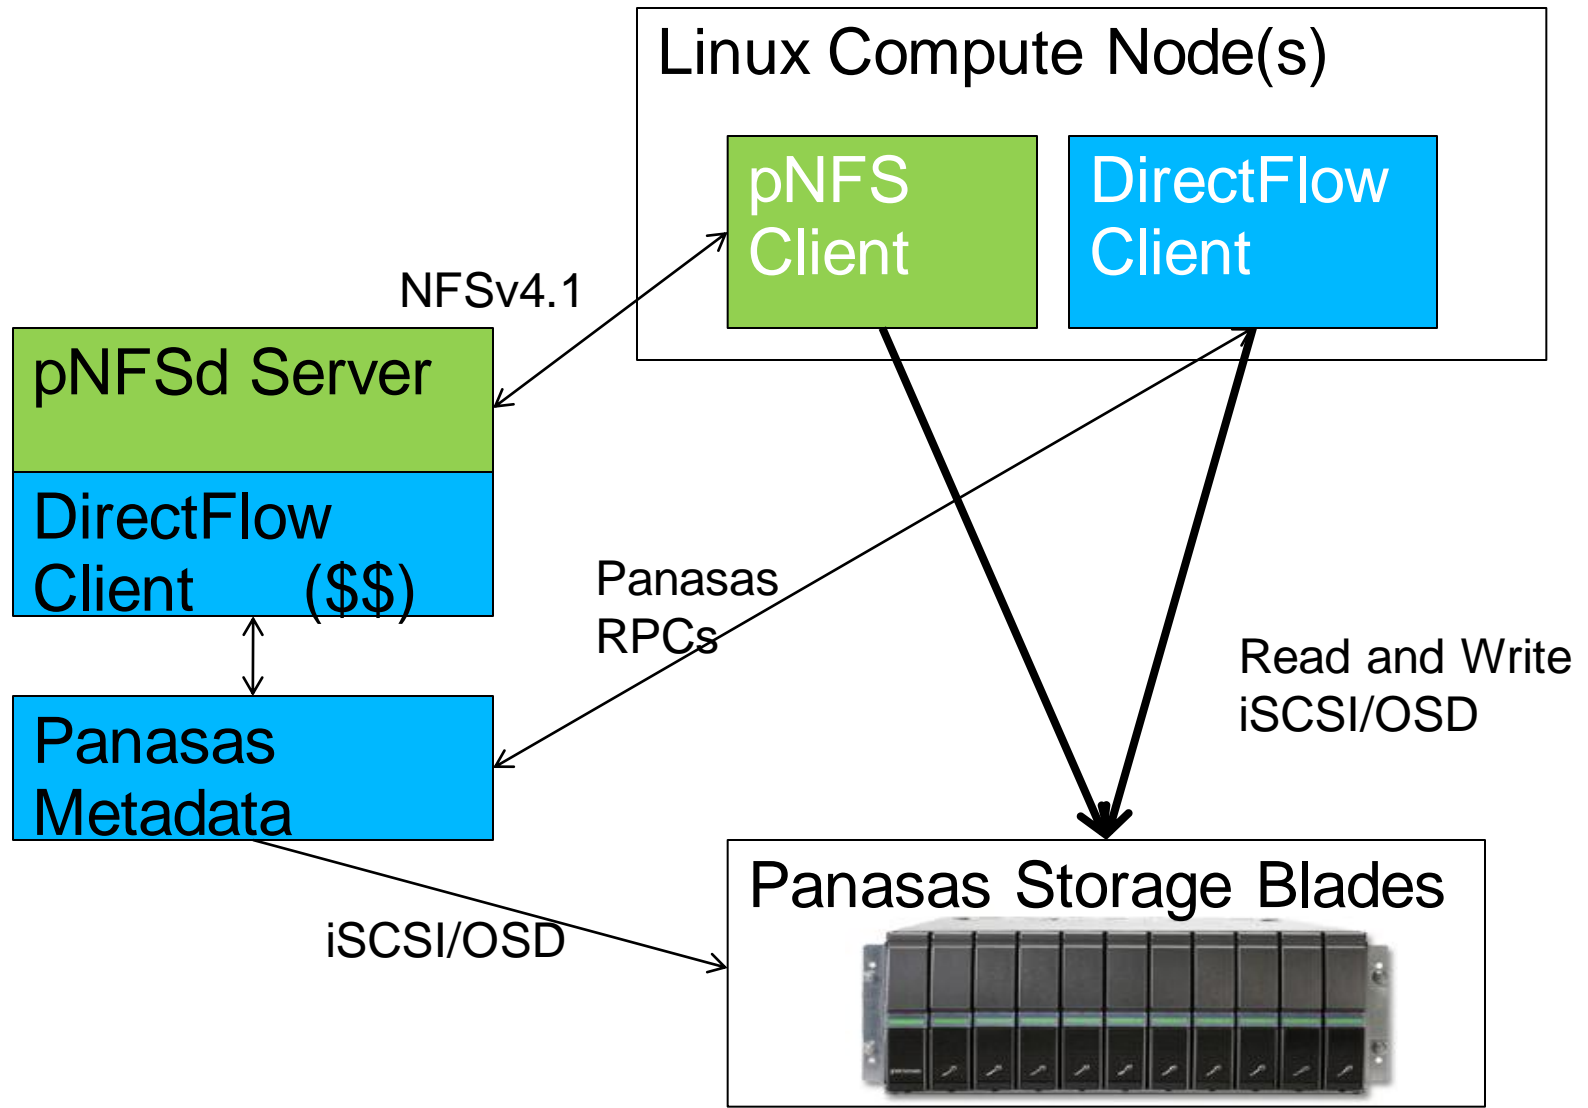 Linux Compute Node(s)
pNFS
Client
DirectFlow
Client
NFSv4.1
pNFSd Server
DirectFlow
Client ($$)
Panasas
RPCs
Read and Write
iSCSI/OSD
Panasas
Metadata
iSCSI/OSD
Panasas Storage Blades